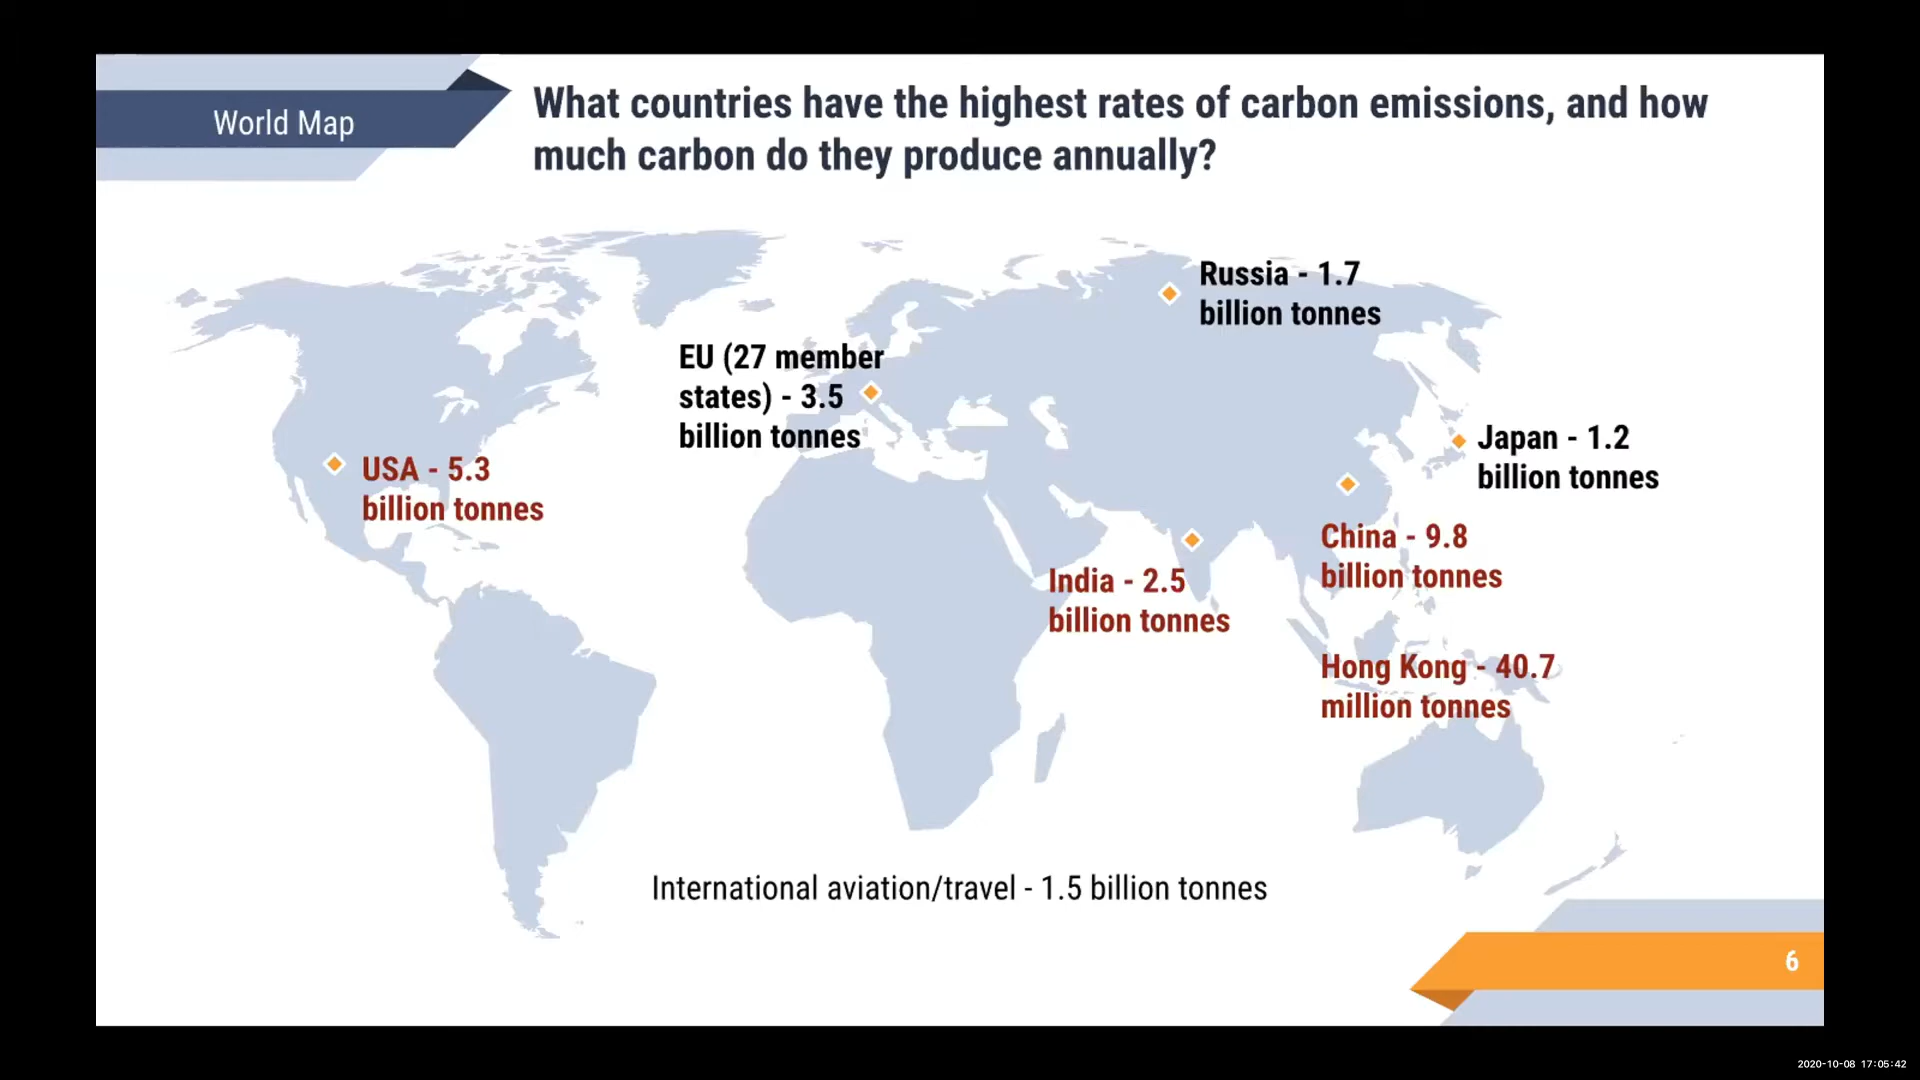 World Map
What countries have the highest rates of carbon emissions, and how
much carbon do they produce annually?
Russia - 1.7
billion tonnes
EU (27 member
states) - 3.5
billion tonnes
Japan - 1.2
billion tonnes
USA - 5.3
billion tonnes
China - 9.8
billion tonnes
India - 2.5
billion tonnes
Hong Kong - 40.7
million tonnes
International aviation/travel - 1.5 billion tonnes
6
2020-10-08 17:05:42